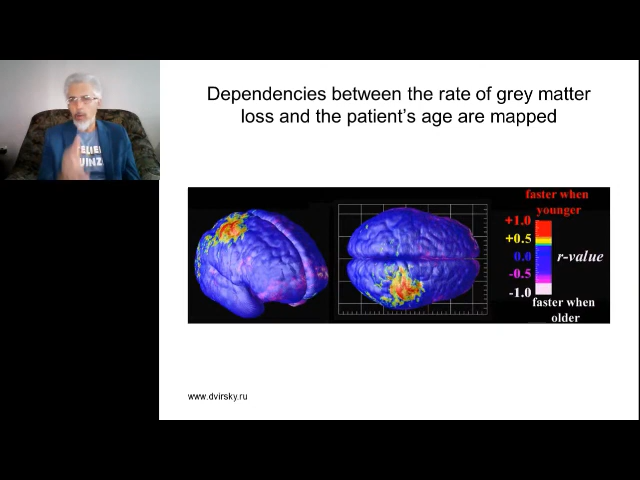 Dependencies between the rate of grey matter
loss and the patient's age are mapped
faster when
younger
+1.0
+0.5
0.0
-0.5
-1.0
r-value
faster when
older
www.dvirsky.ru